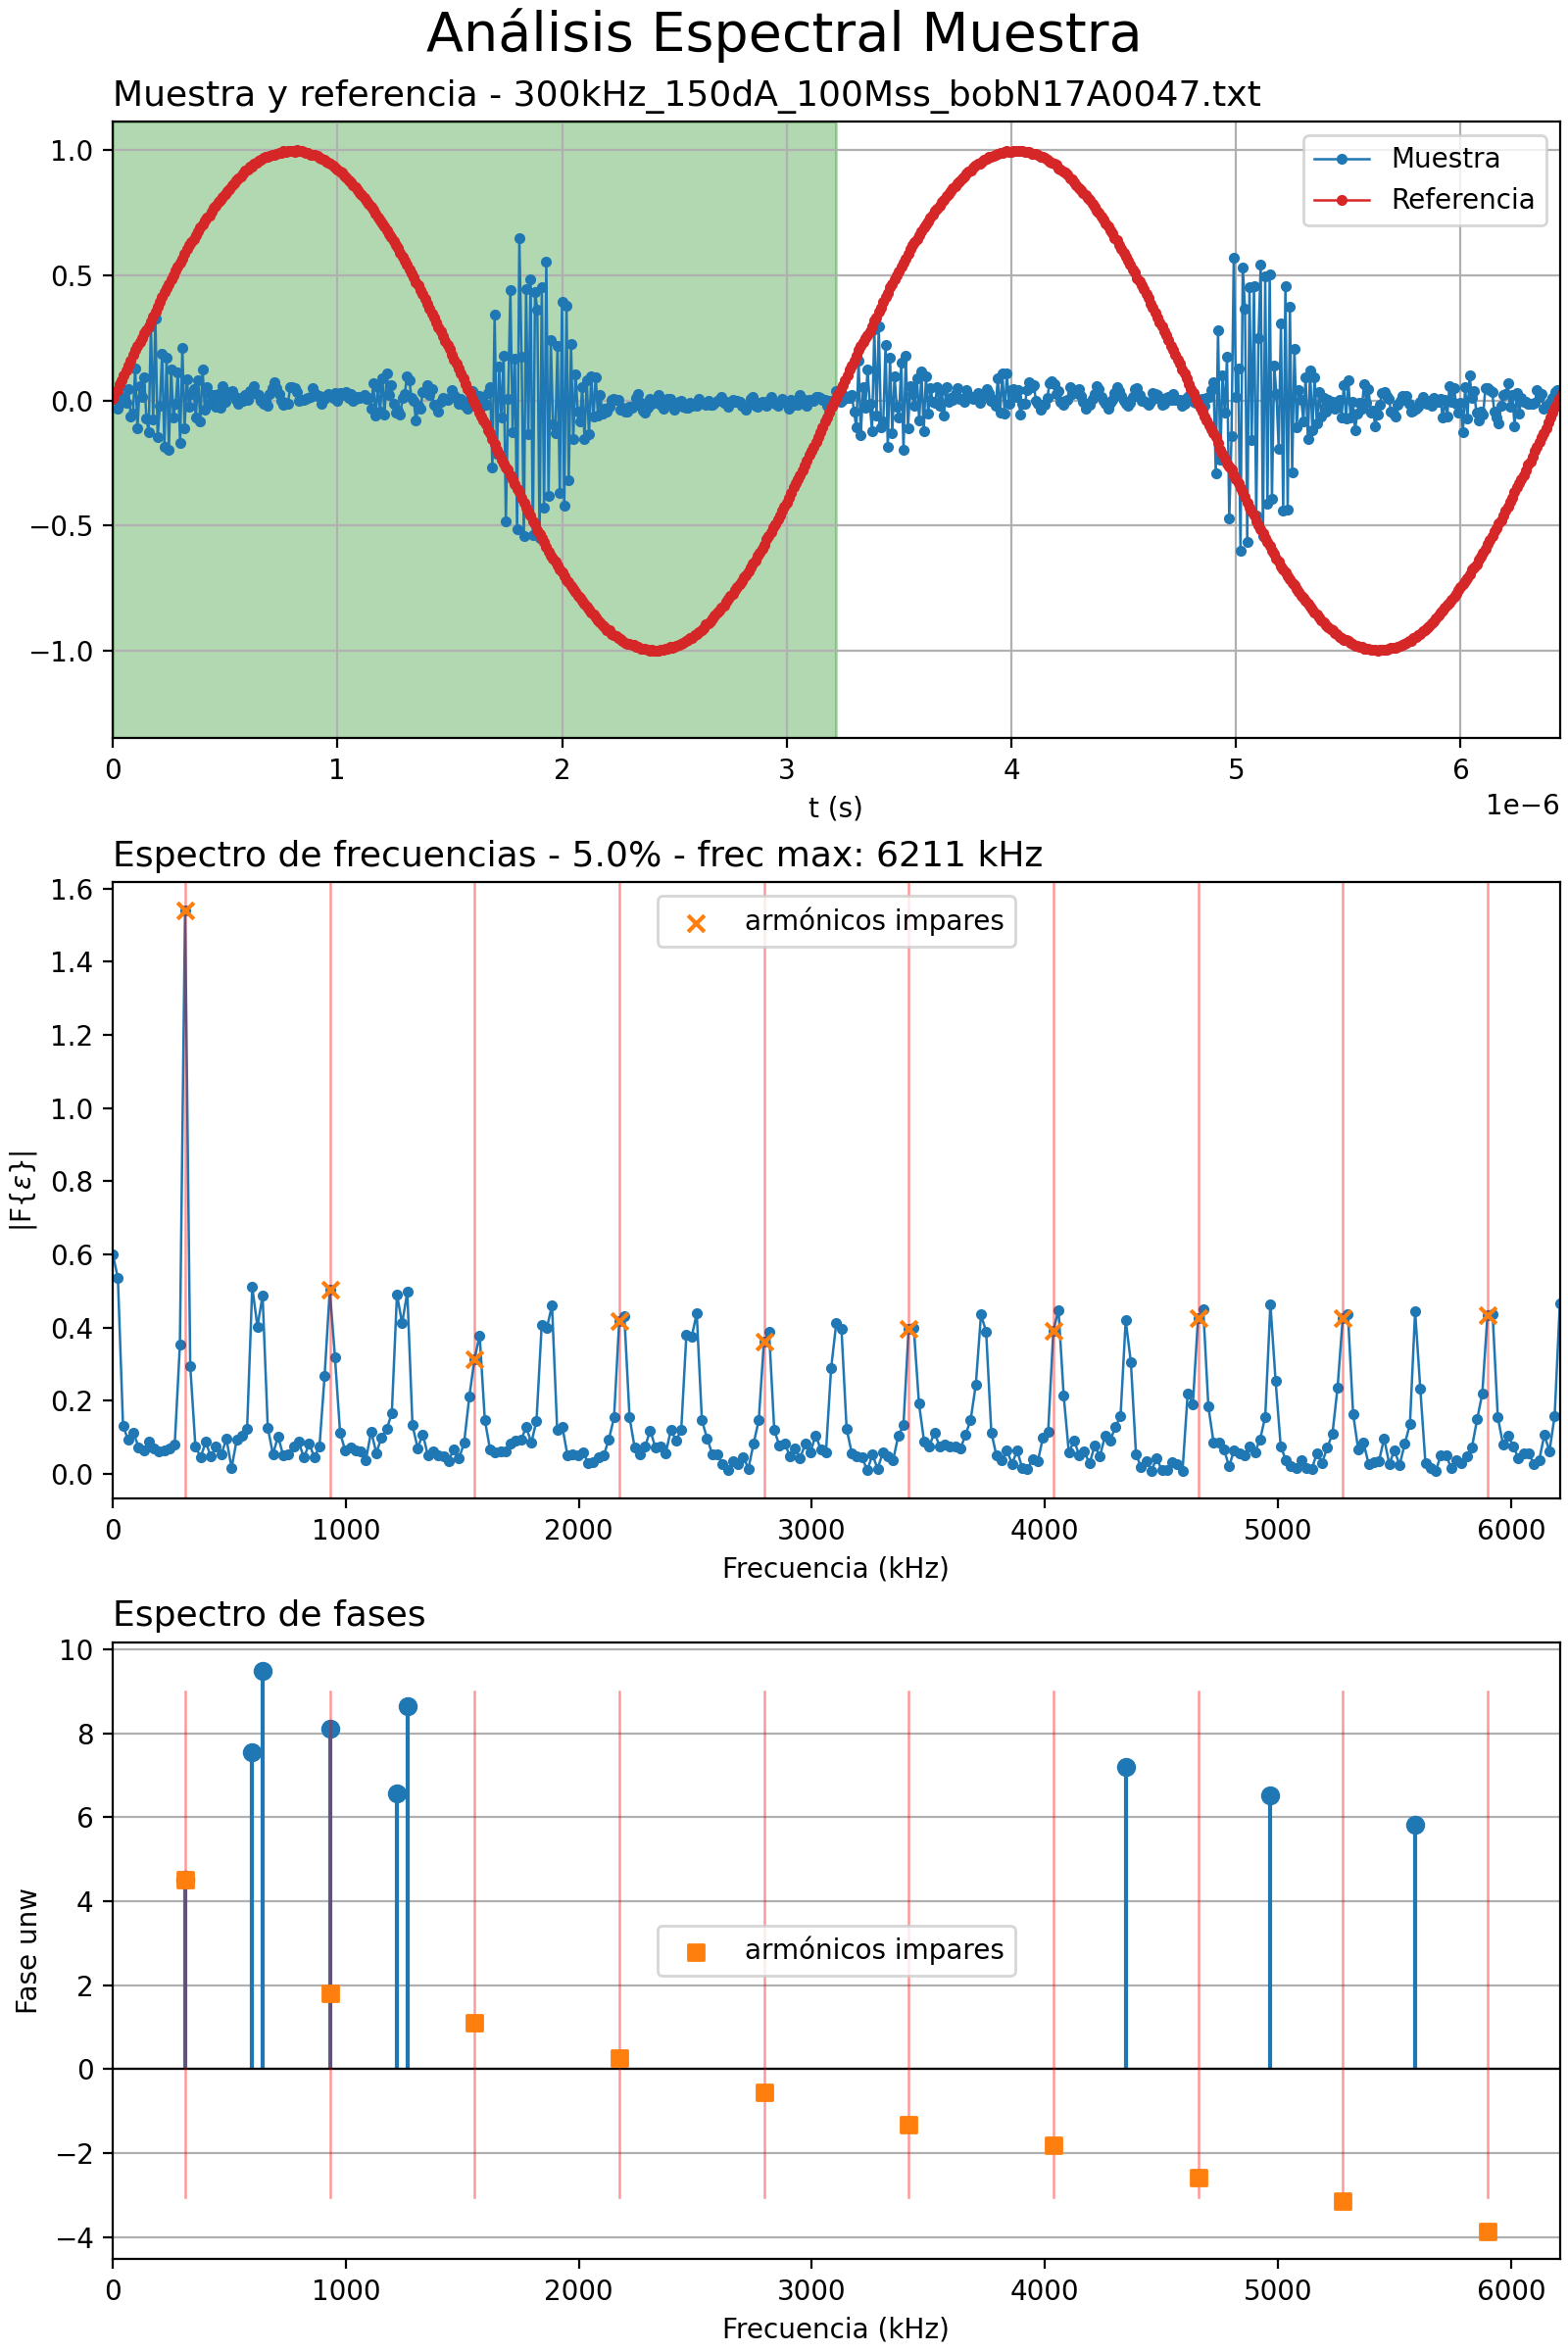 Análisis Espectral Muestra
Muestra y referencia - 300kHz_150dA_100Mss_bobN17A0047.txt
1.0
0.5
0.0
−0.5
−1.0
Muestra
Referencia
0 1 2 3 4 5 6
t (s)
1e−6
Espectro de frecuencias - 5.0% - frec max: 6211 kHz
1.6
1.4
1.2
1.0
0.8
0.6
0.4
0.2
0.0
|F{ε}|
armónicos impares
0 1000 2000 3000 4000 5000 6000
Frecuencia (kHz)
Espectro de fases
10
8
6
4
2
0
−2
−4
Fase unw
armónicos impares
0 1000 2000 3000 4000 5000 6000
Frecuencia (kHz)